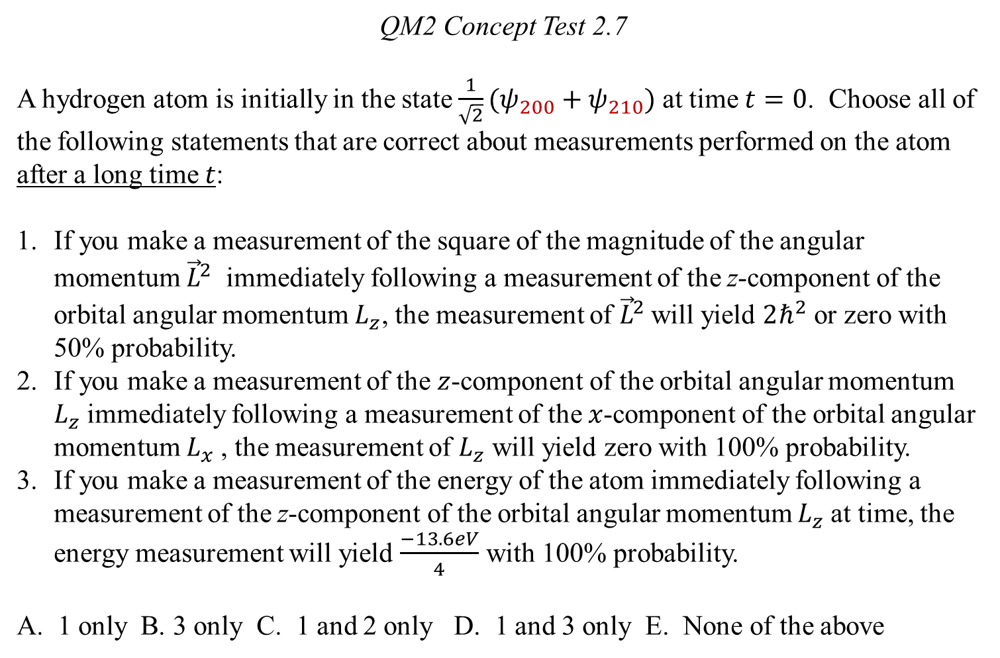 QM2 Concept Test 2.7
A hydrogen atom is initially in the state $\frac{1}{\sqrt{2}}(\psi_{200} + \psi_{210})$ at time $t = 0$. Choose all of
the following statements that are correct about measurements performed on the atom
after a long time $t$:
1. If you make a measurement of the square of the magnitude of the angular
momentum $\vec{L}^2$ immediately following a measurement of the z-component of the
orbital angular momentum $L_z$, the measurement of $\vec{L}^2$ will yield $2\hbar^2$ or zero with
50% probability.
2. If you make a measurement of the z-component of the orbital angular momentum
$L_z$ immediately following a measurement of the x-component of the orbital angular
momentum $L_x$ , the measurement of $L_z$ will yield zero with 100% probability.
3. If you make a measurement of the energy of the atom immediately following a
measurement of the z-component of the orbital angular momentum $L_z$ at time, the
energy measurement will yield $\frac{-13.6eV}{4}$ with 100% probability.
A. 1 only B. 3 only C. 1 and 2 only D. 1 and 3 only E. None of the above